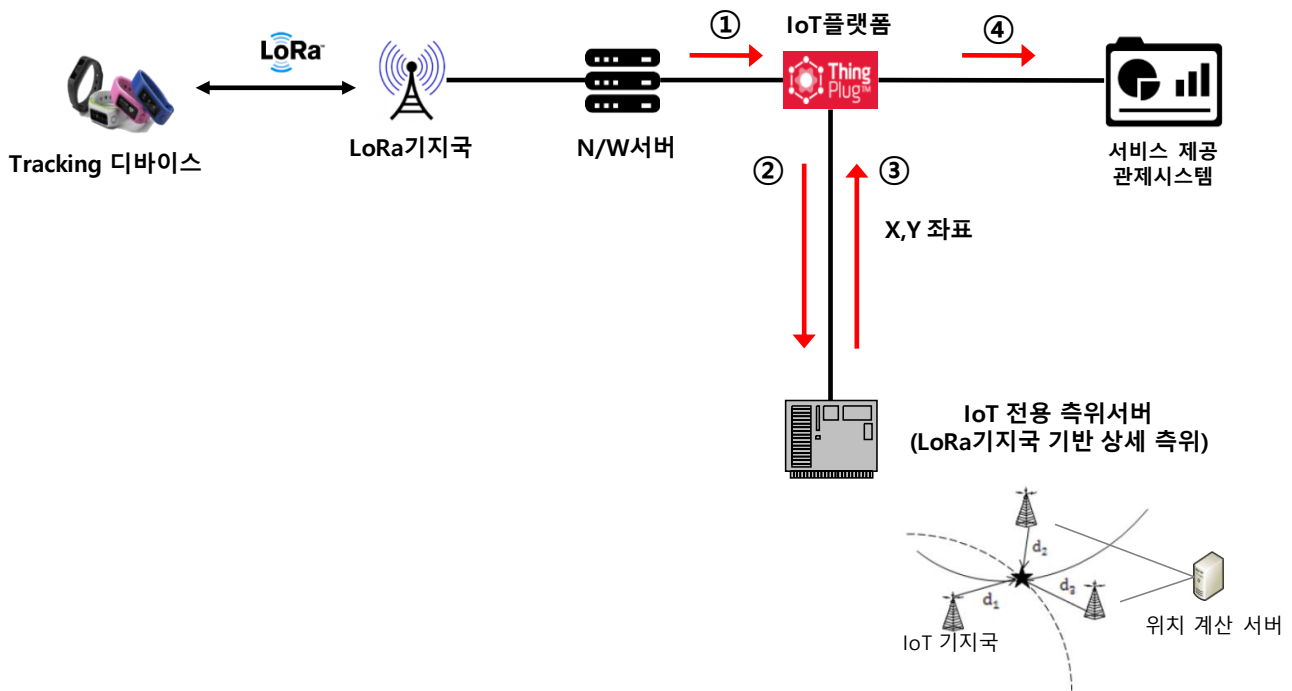 LoRa™
Tracking 디바이스
LoRa기지국
N/W서버
①
IoT플랫폼
Thing
Plug™
④
서비스 제공
관제시스템
②
③
X,Y 좌표
IoT 전용 측위서버
(LoRa기지국 기반 상세 측위)
d₂
d₁
d₃
IoT 기지국
위치 계산 서버